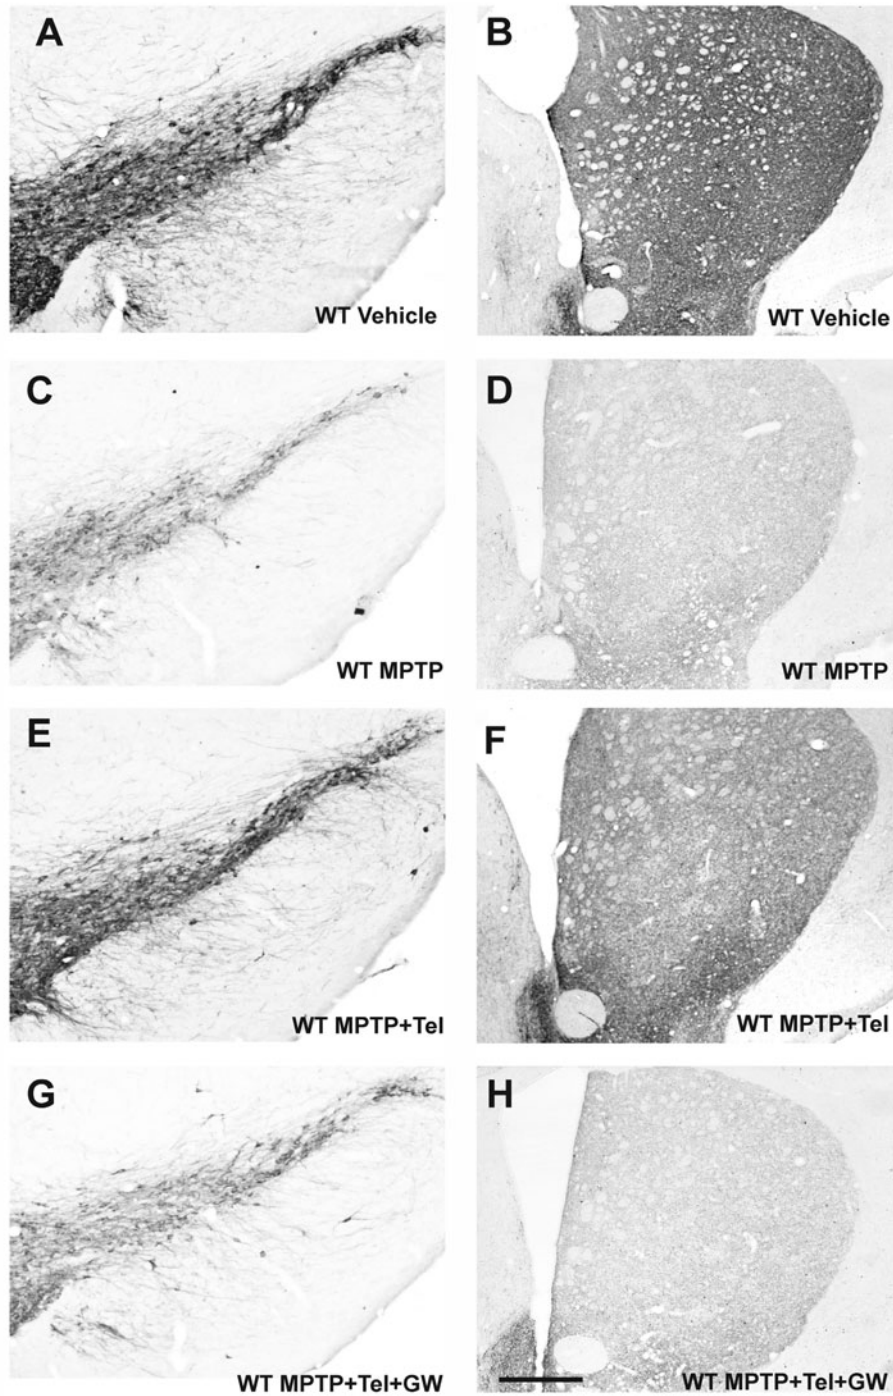 A
WT Vehicle
B
WT Vehicle
C
WT MPTP
D
WT MPTP
E
WT MPTP+Tel
F
WT MPTP+Tel
G
WT MPTP+Tel+GW
H
WT MPTP+Tel+GW